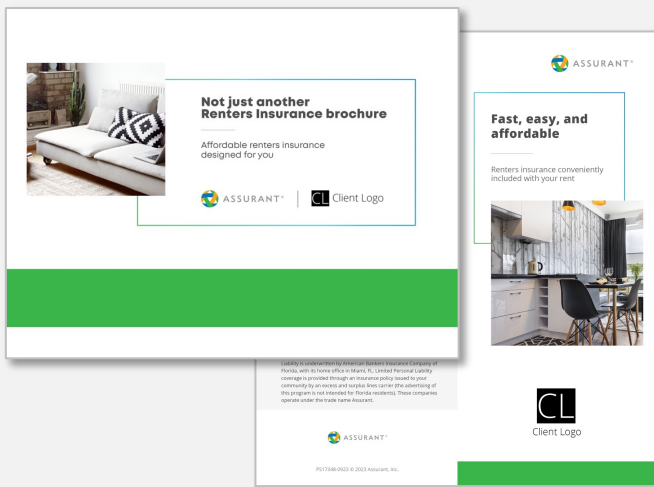 Not just another
Renters Insurance brochure
Affordable renters insurance
designed for you
ASSURANT®
CL Client Logo
ASSURANT®
Fast, easy, and
affordable
Renters insurance conveniently
included with your rent
CL
Client Logo
Liability is underwritten by American Bankers Insurance Company of
Florida, with its home office in Miami, FL. Limited Personal Liability
coverage is provided through an insurance policy issued to your
community by an excess and surplus lines carrier (the advertising of
this program is not intended for Florida residents). These companies
operate under the trade name Assurant.
ASSURANT®
PS17348-0923 © 2023 Assurant, Inc.